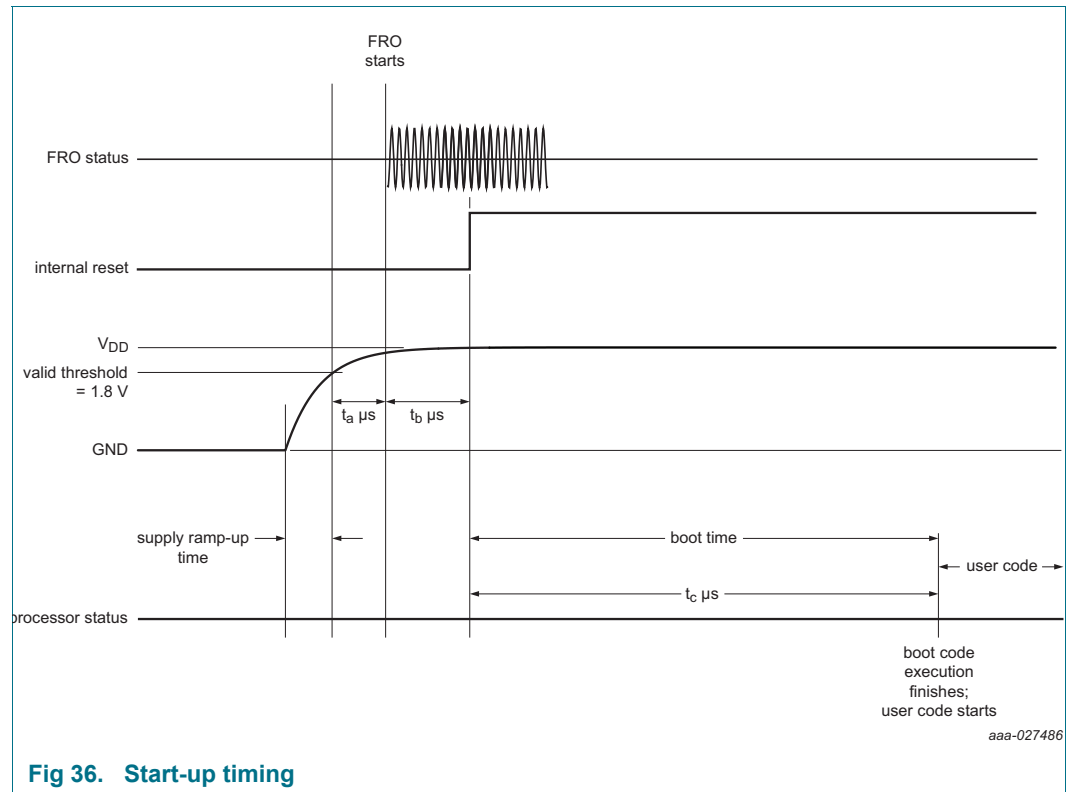 FRO
starts
FRO status
internal reset
VDD
valid threshold
= 1.8 V
ta µs
tb µs
GND
supply ramp-up
time
boot time
user code
tc µs
processor status
boot code
execution
finishes;
user code starts
aaa-027486
Fig 36. Start-up timing